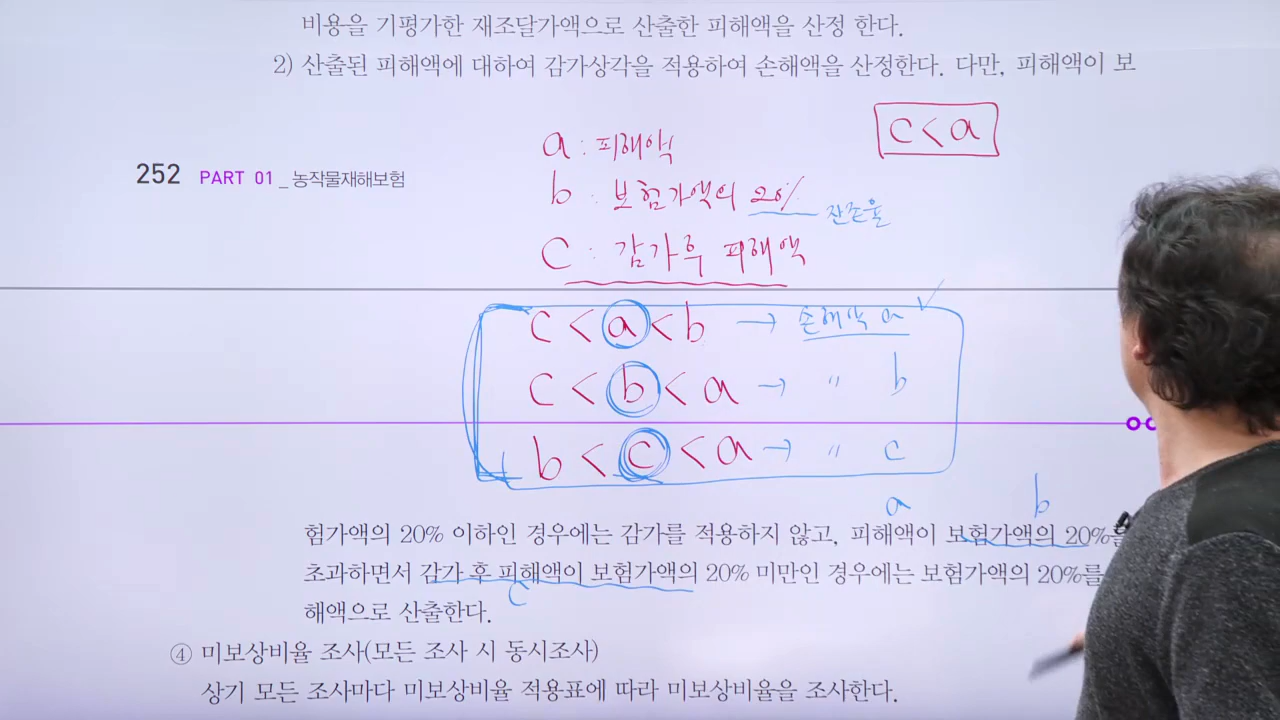 비용을 기평가한 재조달가액으로 산출한 피해액을 산정 한다.
2) 산출된 피해액에 대하여 감가상각을 적용하여 손해액을 산정한다. 다만, 피해액이 보
c < a
a : 피해액
252 PART 01 _ 농작물재해보험
b : 보험가액의 20% 잔존율
c : 감가후 피해액
c < a < b → 손해액 a
c < b < a → 〃 b
b < c < a → 〃 c
a b
험가액의 20% 이하인 경우에는 감가를 적용하지 않고, 피해액이 보험가액의 20%를
초과하면서 감가 후 피해액이 보험가액의 20% 미만인 경우에는 보험가액의 20%를
c
해액으로 산출한다.
④ 미보상비율 조사(모든 조사 시 동시조사)
상기 모든 조사마다 미보상비율 적용표에 따라 미보상비율을 조사한다.